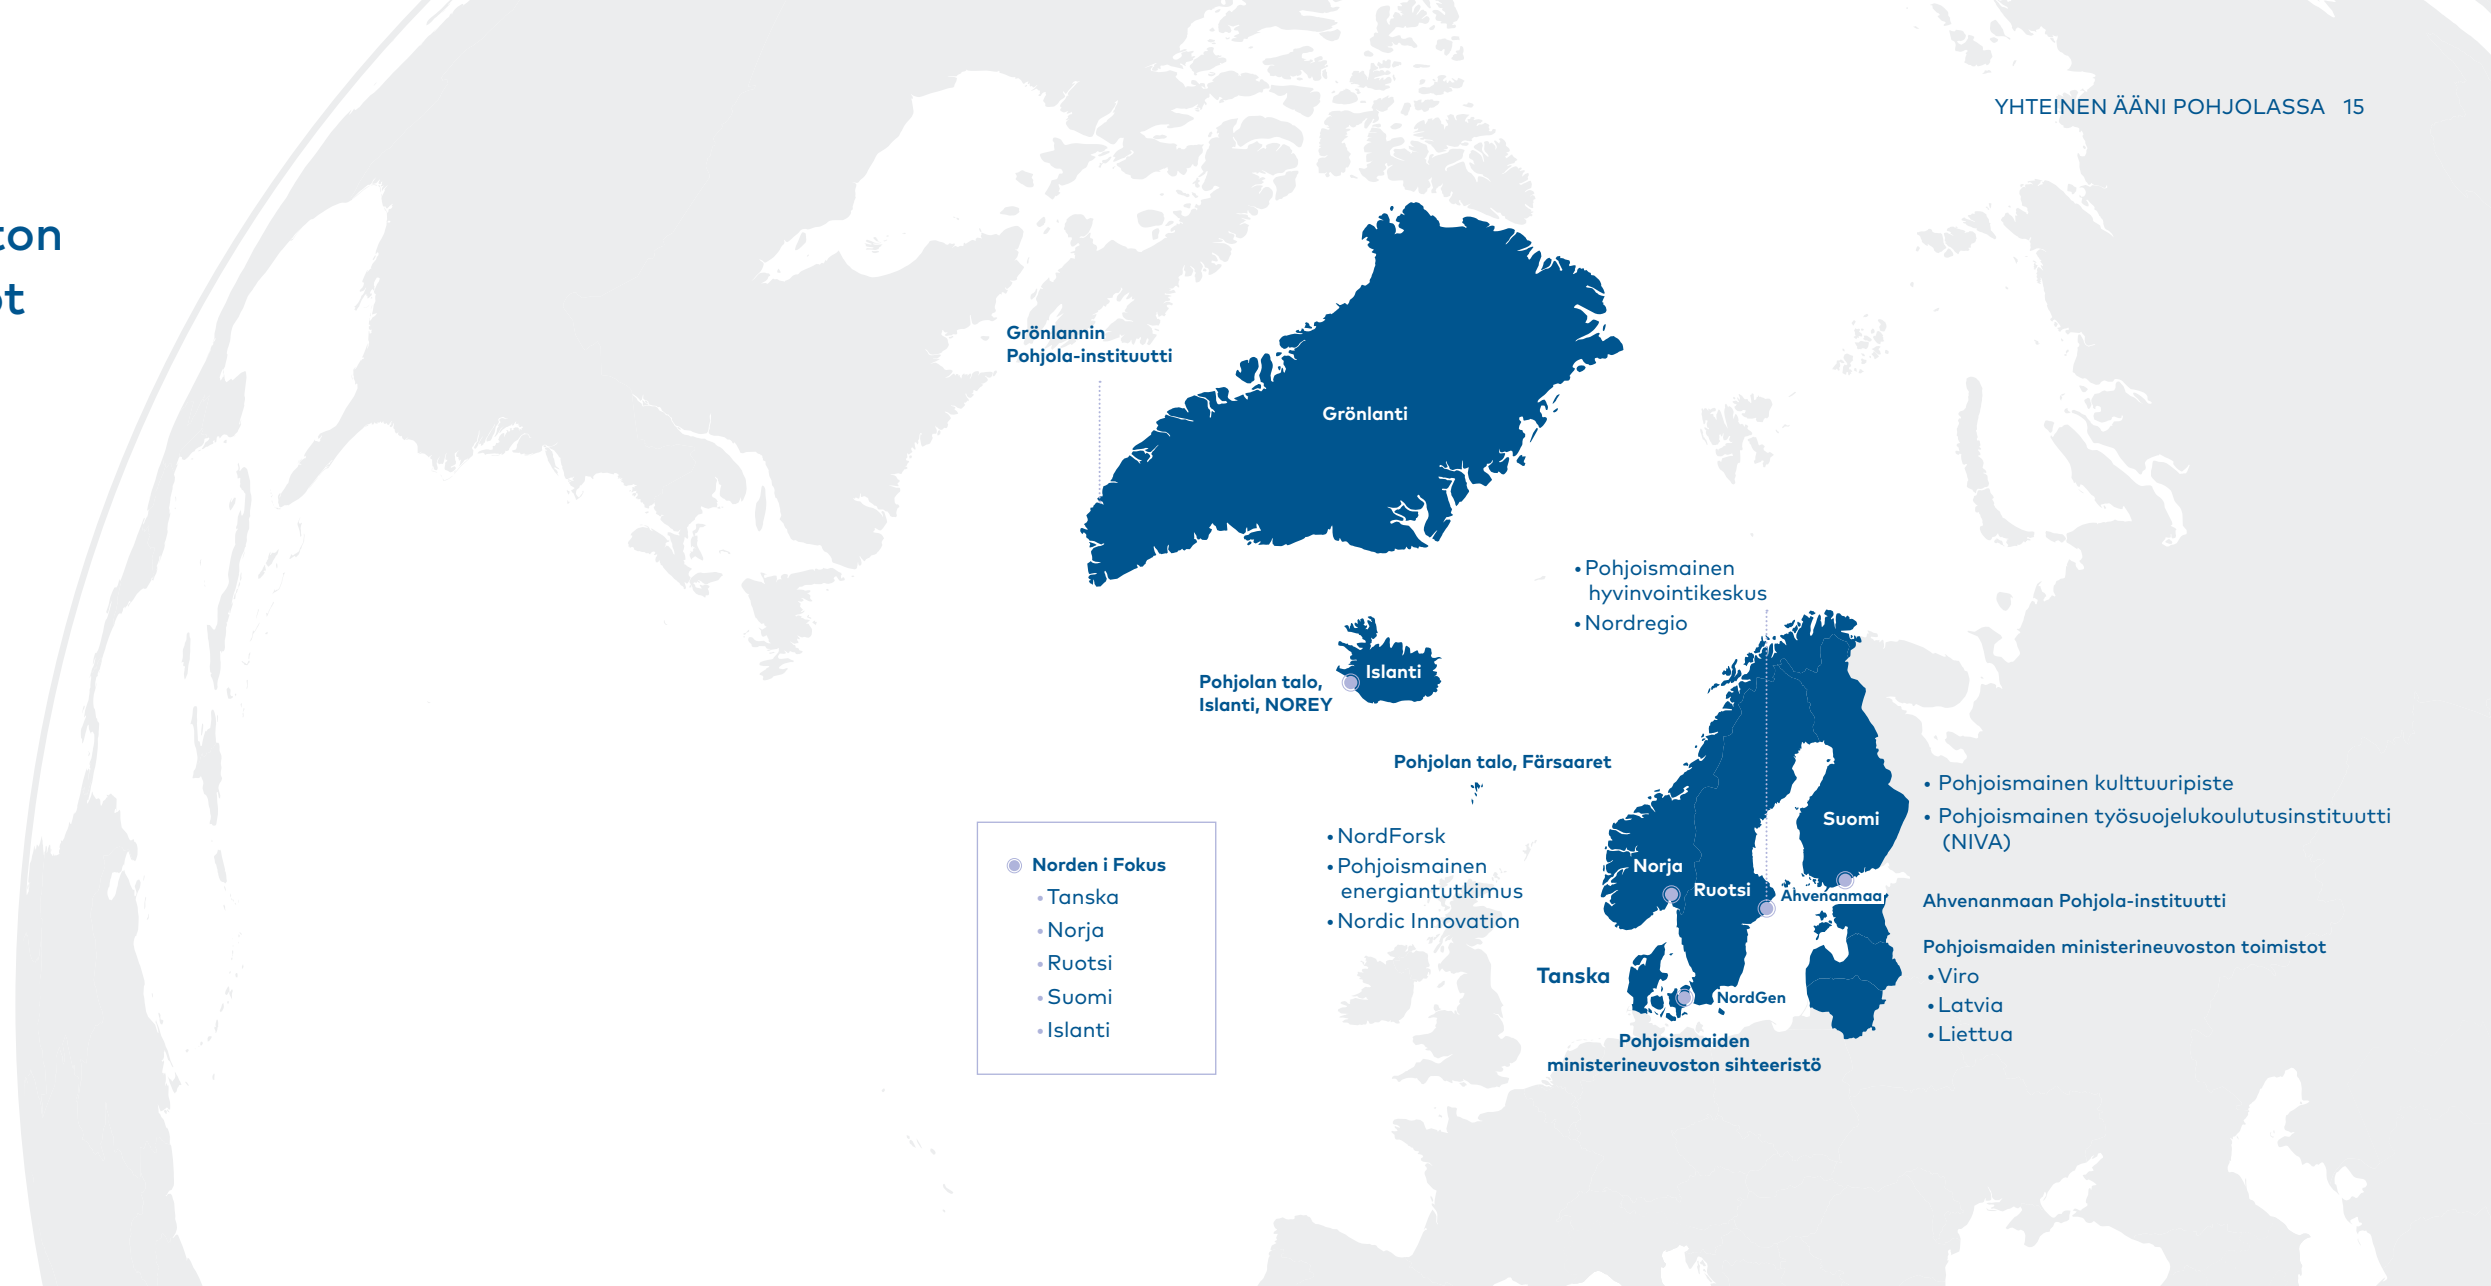 YHTEINEN ÄÄNI POHJOLASSA 15
ton
ot
Grönlannin
Pohjola-instituutti
Grönlanti
• Pohjoismainen
hyvinvointikeskus
• Nordregio
Islanti
Pohjolan talo,
Islanti, NOREY
Pohjolan talo, Färsaaret
• NordForsk
• Pohjoismainen
energiantutkimus
• Nordic Innovation
Norja
Ruotsi
Suomi
Ahvenanmaa
• Pohjoismainen kulttuuripiste
• Pohjoismainen työsuojelukoulutusinstituutti
(NIVA)
Ahvenanmaan Pohjola-instituutti
Pohjoismaiden ministerineuvoston toimistot
• Viro
• Latvia
• Liettua
Tanska
NordGen
Pohjoismaiden
ministerineuvoston sihteeristö
Norden i Fokus
• Tanska
• Norja
• Ruotsi
• Suomi
• Islanti